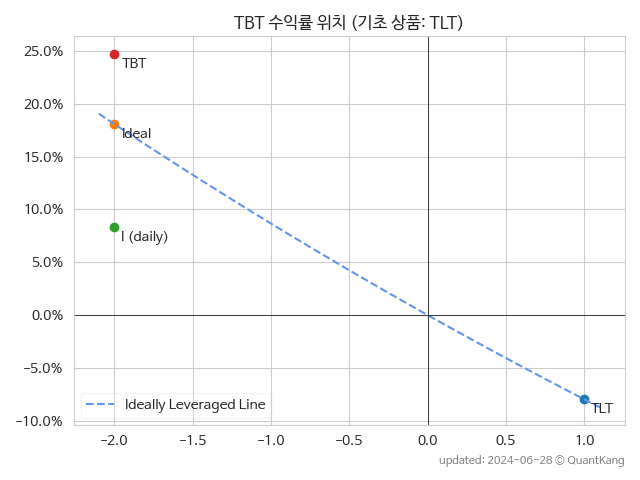 TBT 수익률 위치 (기초 상품: TLT)
25.0%
20.0%
15.0%
10.0%
5.0%
0.0%
−5.0%
−10.0%
TBT
Ideal
I (daily)
TLT
Ideally Leveraged Line
−2.0 −1.5 −1.0 −0.5 0.0 0.5 1.0
updated: 2024-06-28 © QuantKang